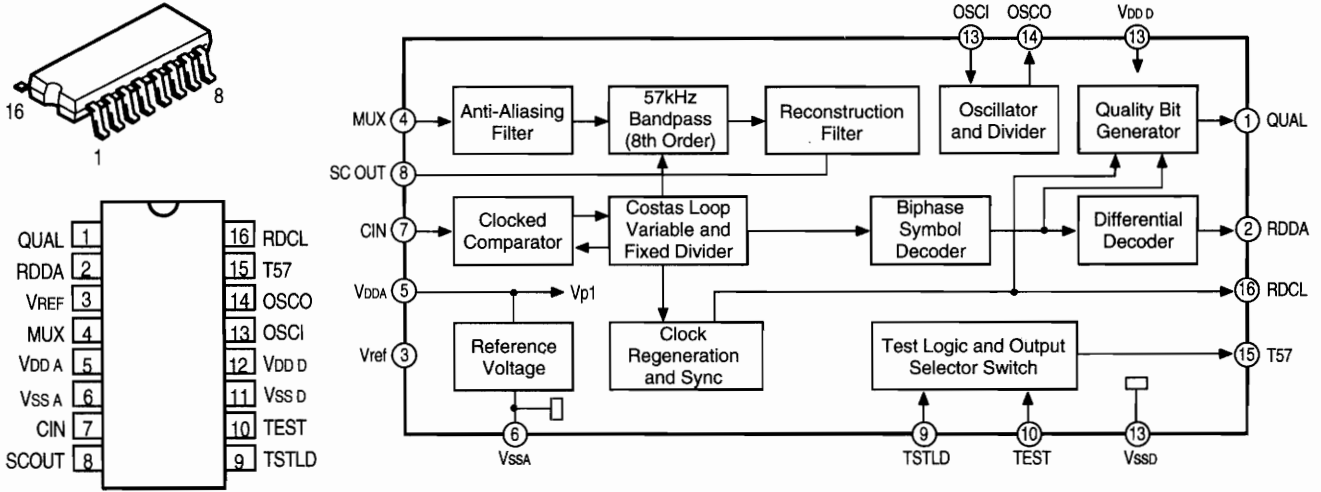 16
8
1
QUAL 1
RDDA 2
VREF 3
MUX 4
VDD A 5
VSS A 6
CIN 7
SCOUT 8
16 RDCL
15 T57
14 OSCO
13 OSCI
12 VDD D
11 VSS D
10 TEST
9 TSTLD
OSCI
OSCO
VDD D
13
14
13
MUX 4
Anti-Aliasing
Filter
57kHz
Bandpass
(8th Order)
Reconstruction
Filter
Oscillator
and Divider
Quality Bit
Generator
1 QUAL
SC OUT 8
CIN 7
Clocked
Comparator
Costas Loop
Variable and
Fixed Divider
Biphase
Symbol
Decoder
Differential
Decoder
2 RDDA
VDDA 5
Vp1
16 RDCL
Vref 3
Reference
Voltage
Clock
Regeneration
and Sync
Test Logic and Output
Selector Switch
15 T57
6
VSSA
9
TSTLD
10
TEST
13
VSSD